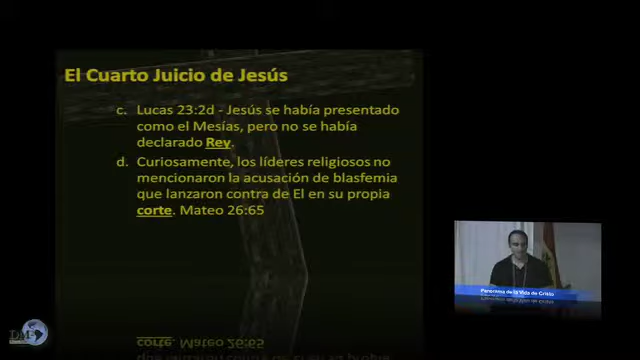 El Cuarto Juicio de Jesús
c. Lucas 23:2d - Jesús se había presentado
como el Mesías, pero no se había
declarado Rey.
d. Curiosamente, los líderes religiosos no
mencionaron la acusación de blasfemia
que lanzaron contra de El en su propia
corte. Mateo 26:65
Panorama de la Vida de Cristo